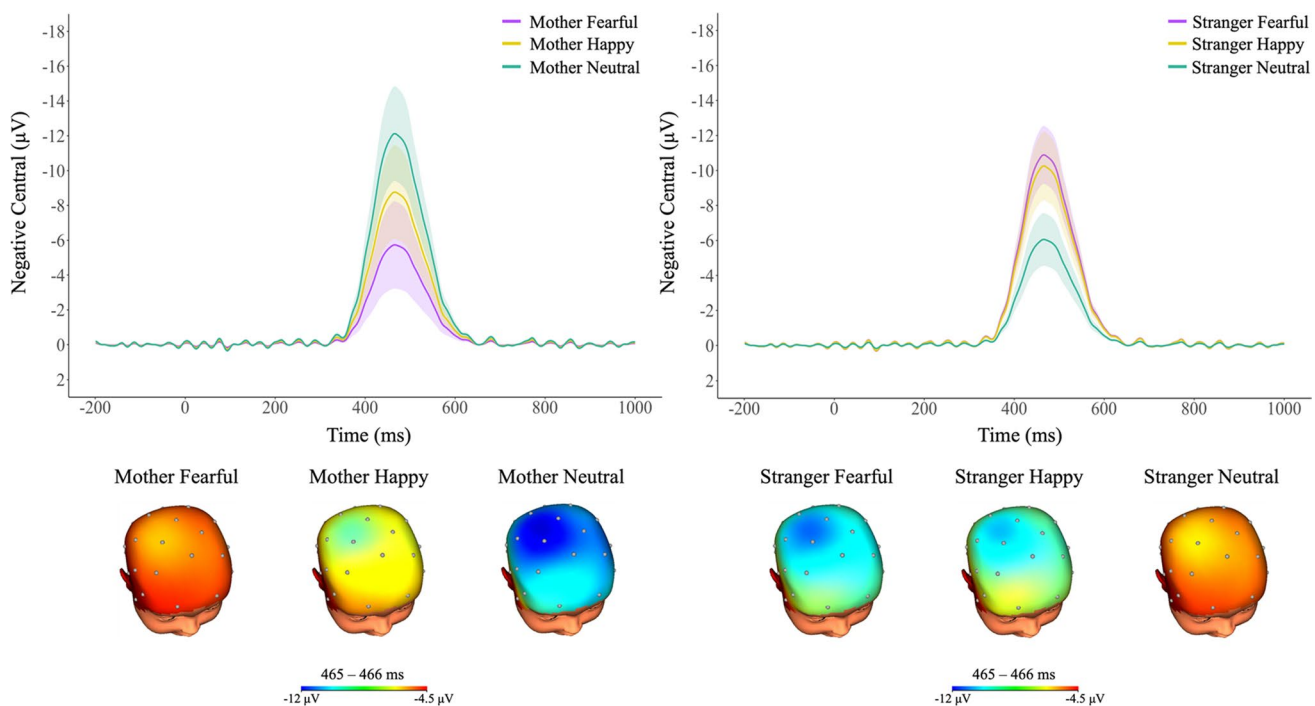 Mother Fearful
Mother Happy
Mother Neutral
-18
-16
-14
-12
-10
-8
-6
-4
-2
0
2
Negative Central (µV)
-200
0
200
400
600
800
1000
Time (ms)
Stranger Fearful
Stranger Happy
Stranger Neutral
-18
-16
-14
-12
-10
-8
-6
-4
-2
0
2
Negative Central (µV)
-200
0
200
400
600
800
1000
Time (ms)
Mother Fearful
Mother Happy
Mother Neutral
465 – 466 ms
-12 µV
-4.5 µV
Stranger Fearful
Stranger Happy
Stranger Neutral
465 – 466 ms
-12 µV
-4.5 µV